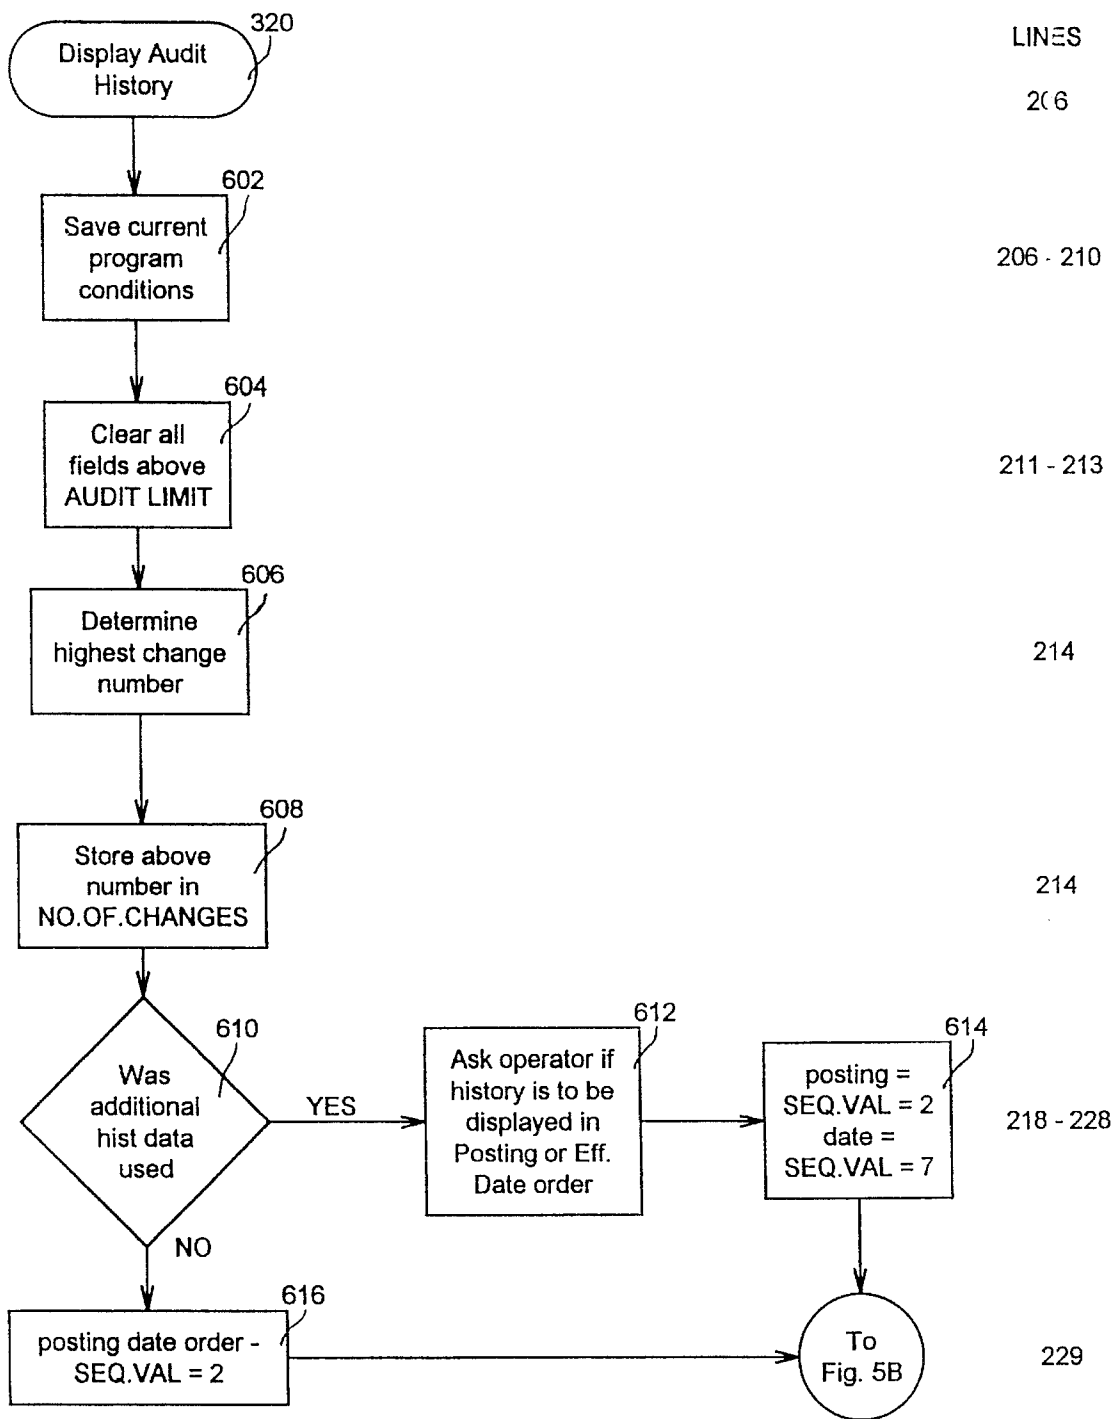 320
LINES
Display Audit
History
206
602
Save current
program
conditions
206 - 210
604
Clear all
fields above
AUDIT LIMIT
211 - 213
606
Determine
highest change
number
214
608
Store above
number in
NO.OF.CHANGES
214
610
Was
additional
hist data
used
YES
NO
612
Ask operator if
history is to be
displayed in
Posting or Eff.
Date order
614
posting =
SEQ.VAL = 2
date =
SEQ.VAL = 7
218 - 228
616
posting date order -
SEQ.VAL = 2
To
Fig. 5B
229